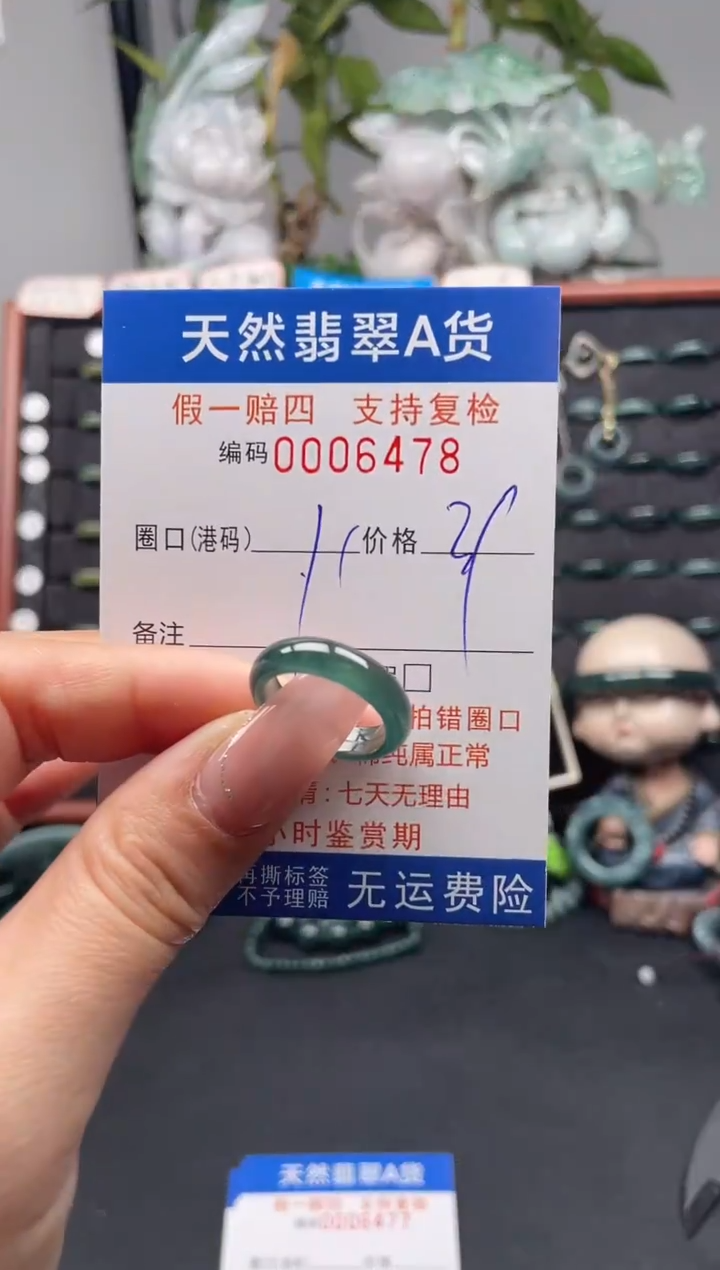 天然翡翠A货
假一赔四 支持复检
编码0006478
圈口(港码) 价格
备注
拍错圈口
棉纯属正常
:七天无理由
小时鉴赏期
再撕标签
不予理赔
无运费险
天然翡翠A货
0006477